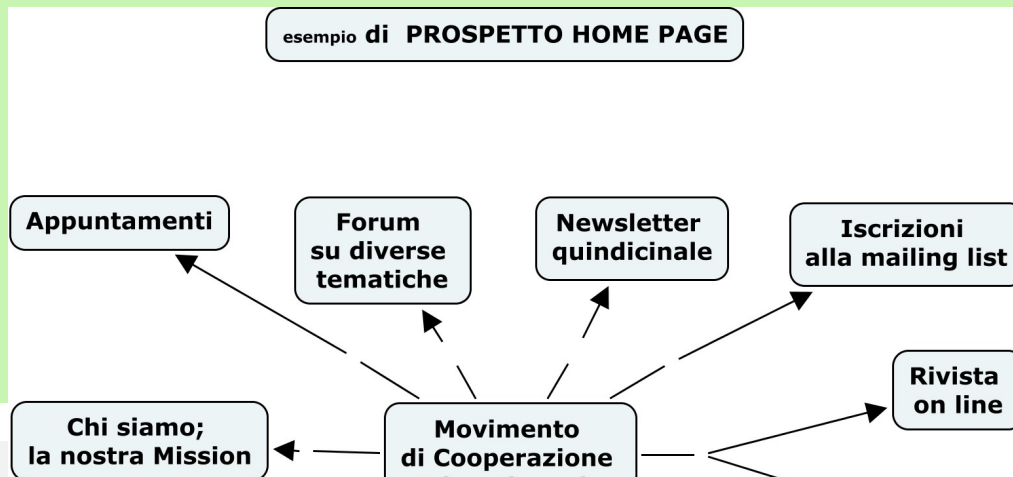 esempio di PROSPETTO HOME PAGE
Appuntamenti
Forum
su diverse
tematiche
Newsletter
quindicinale
Iscrizioni
alla mailing list
Rivista
on line
Chi siamo;
la nostra Mission
Movimento
di Cooperazione